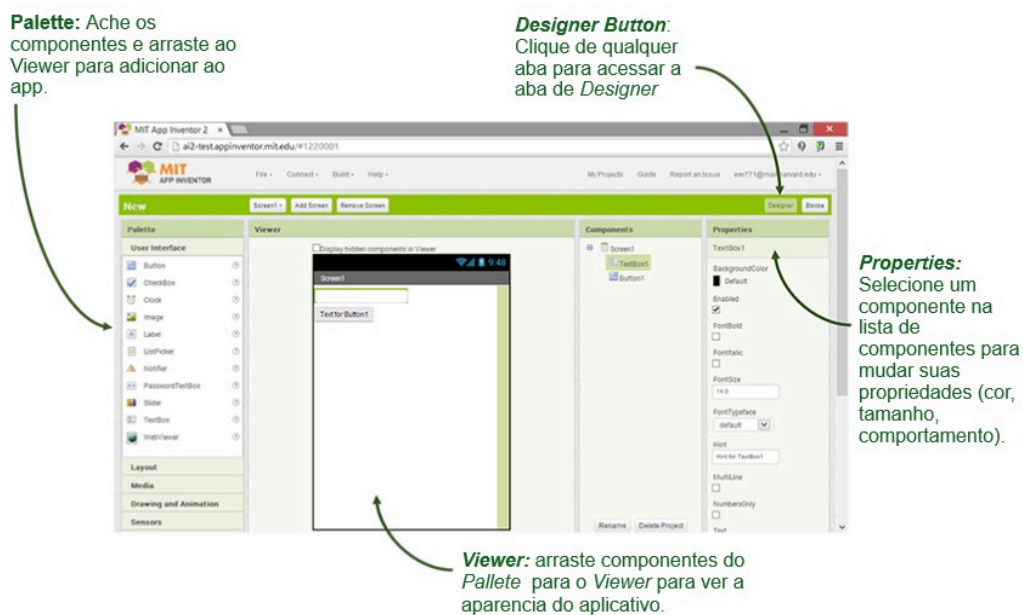 Palette: Ache os
componentes e arraste ao
Viewer para adicionar ao
app.
Designer Button:
Clique de qualquer
aba para acessar a
aba de Designer
MIT App Inventor 2
ai2-test.appinventor.mit.edu/#1220001
MIT
APP INVENTOR
File
Connect
Build
Help
My Projects
Guide
Report an Issue
New
Screen1
Add Screen
Remove Screen
Designer
Blocks
Palette
Viewer
Components
Properties
User Interface
Button
CheckBox
Clock
Image
Label
ListPicker
Notifier
PasswordTextBox
Slider
TextBox
WebViewer
Layout
Media
Drawing and Animation
Sensors
Display hidden components in Viewer
9:48
Screen1
Text for Button1
Screen1
TextBox1
Button1
Rename
Delete Project
TextBox1
BackgroundColor
Default
Enabled
FontBold
FontItalic
FontSize
14.0
FontTypeface
default
Hint
Hint for TextBox1
MultiLine
NumbersOnly
Text
Properties:
Selecione um
componente na
lista de
componentes para
mudar suas
propriedades (cor,
tamanho,
comportamento).
Viewer: arraste componentes do
Pallete para o Viewer para ver a
aparencia do aplicativo.